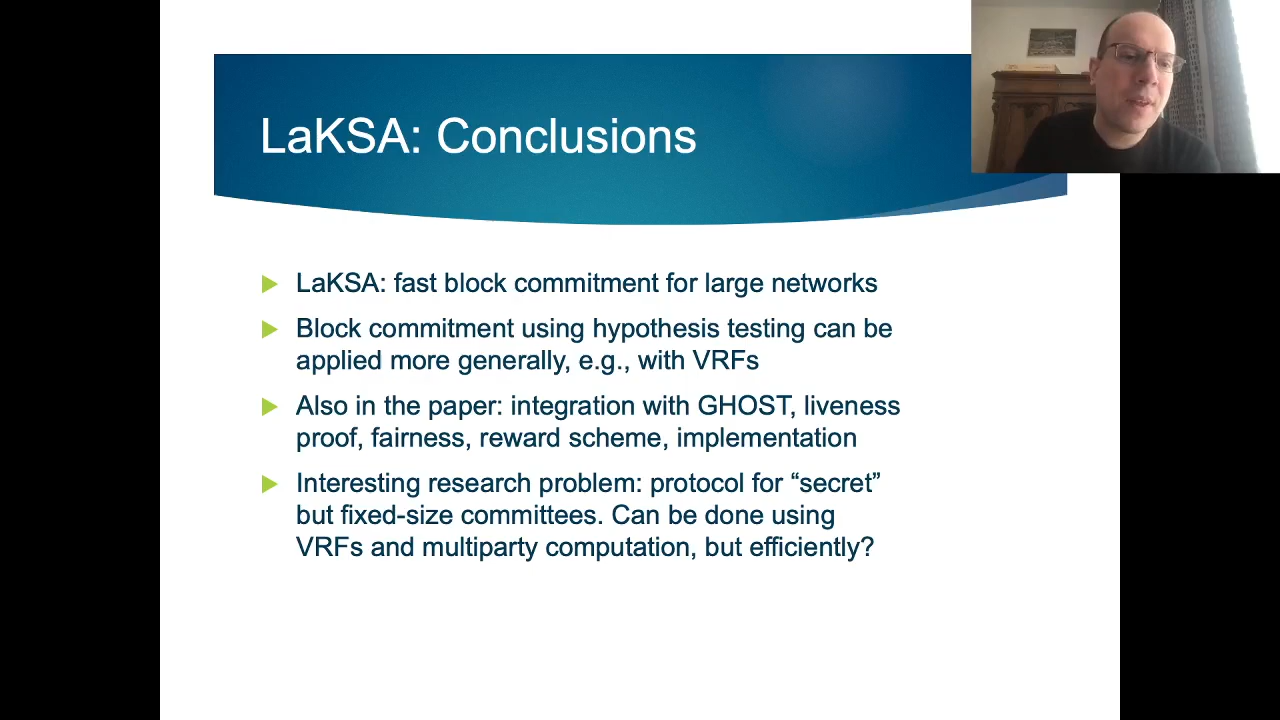 LaKSA: Conclusions
LaKSA: fast block commitment for large networks
Block commitment using hypothesis testing can be
applied more generally, e.g., with VRFs
Also in the paper: integration with GHOST, liveness
proof, fairness, reward scheme, implementation
Interesting research problem: protocol for “secret”
but fixed-size committees. Can be done using
VRFs and multiparty computation, but efficiently?